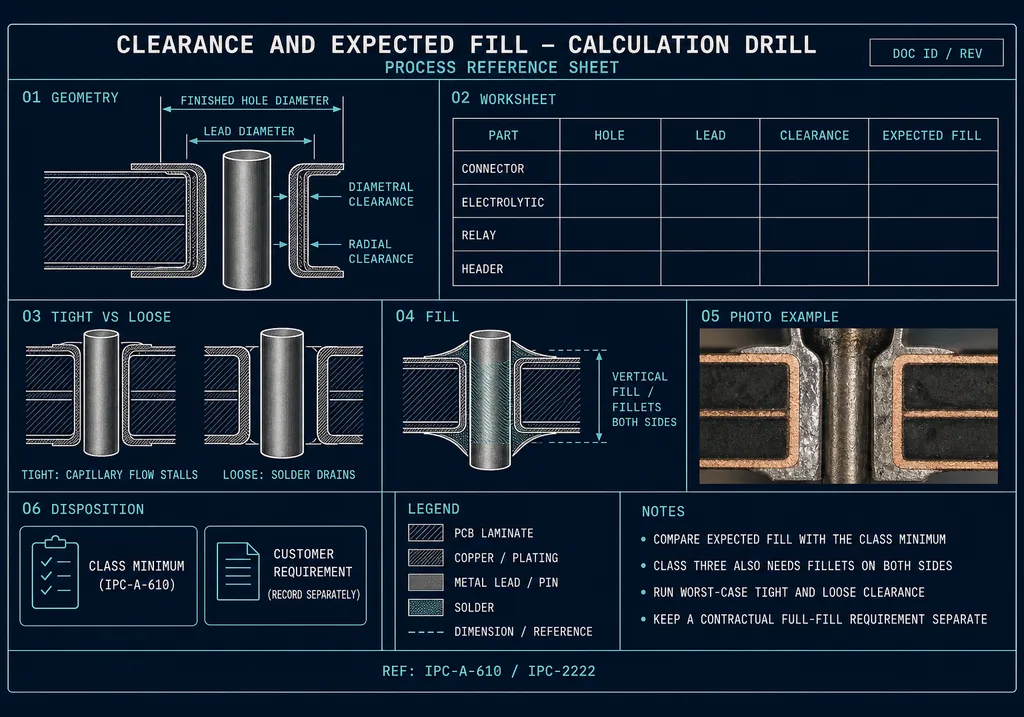 CLEARANCE AND EXPECTED FILL – CALCULATION DRILL
PROCESS REFERENCE SHEET
DOC ID / REV
01 GEOMETRY
FINISHED HOLE DIAMETER
LEAD DIAMETER
DIAMETRAL
CLEARANCE
RADIAL
CLEARANCE
02 WORKSHEET
PART HOLE LEAD CLEARANCE EXPECTED FILL
CONNECTOR
ELECTROLYTIC
RELAY
HEADER
03 TIGHT VS LOOSE
TIGHT: CAPILLARY FLOW STALLS
LOOSE: SOLDER DRAINS
04 FILL
VERTICAL
FILL /
FILLETS
BOTH SIDES
05 PHOTO EXAMPLE
06 DISPOSITION
CLASS MINIMUM
(IPC-A-610)
CUSTOMER
REQUIREMENT
(RECORD SEPARATELY)
LEGEND
PCB LAMINATE
COPPER / PLATING
METAL LEAD / PIN
SOLDER
DIMENSION / REFERENCE
NOTES
• COMPARE EXPECTED FILL WITH THE CLASS MINIMUM
• CLASS THREE ALSO NEEDS FILLETS ON BOTH SIDES
• RUN WORST-CASE TIGHT AND LOOSE CLEARANCE
• KEEP A CONTRACTUAL FULL-FILL REQUIREMENT SEPARATE
REF: IPC-A-610 / IPC-2222